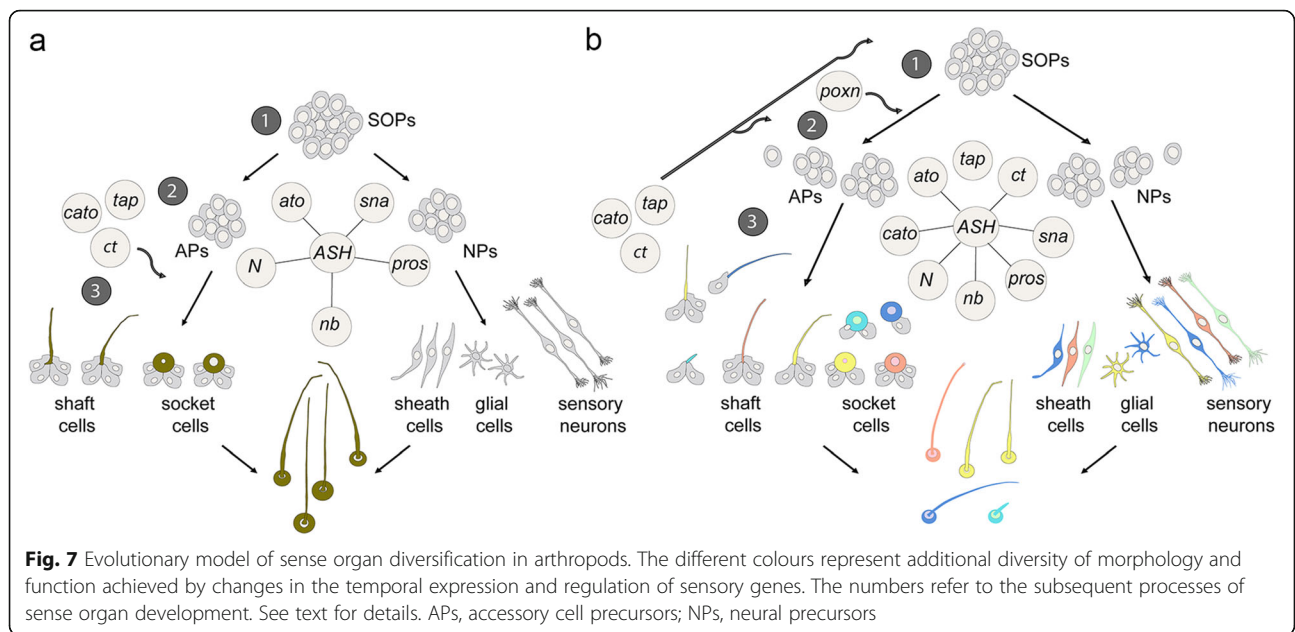 a
1
SOPs
2
cato
tap
ct
APs
ato
sna
N
ASH
pros
nb
NPs
3
shaft
cells
socket
cells
sheath
cells
glial
cells
sensory
neurons
b
1
SOPs
poxn
2
APs
ato
tap
ct
cato
ASH
sna
N
nb
pros
NPs
cato
tap
ct
3
shaft
cells
socket
cells
sheath
cells
glial
cells
sensory
neurons
Fig. 7 Evolutionary model of sense organ diversification in arthropods. The different colours represent additional diversity of morphology and
function achieved by changes in the temporal expression and regulation of sensory genes. The numbers refer to the subsequent processes of
sense organ development. See text for details. APs, accessory cell precursors; NPs, neural precursors